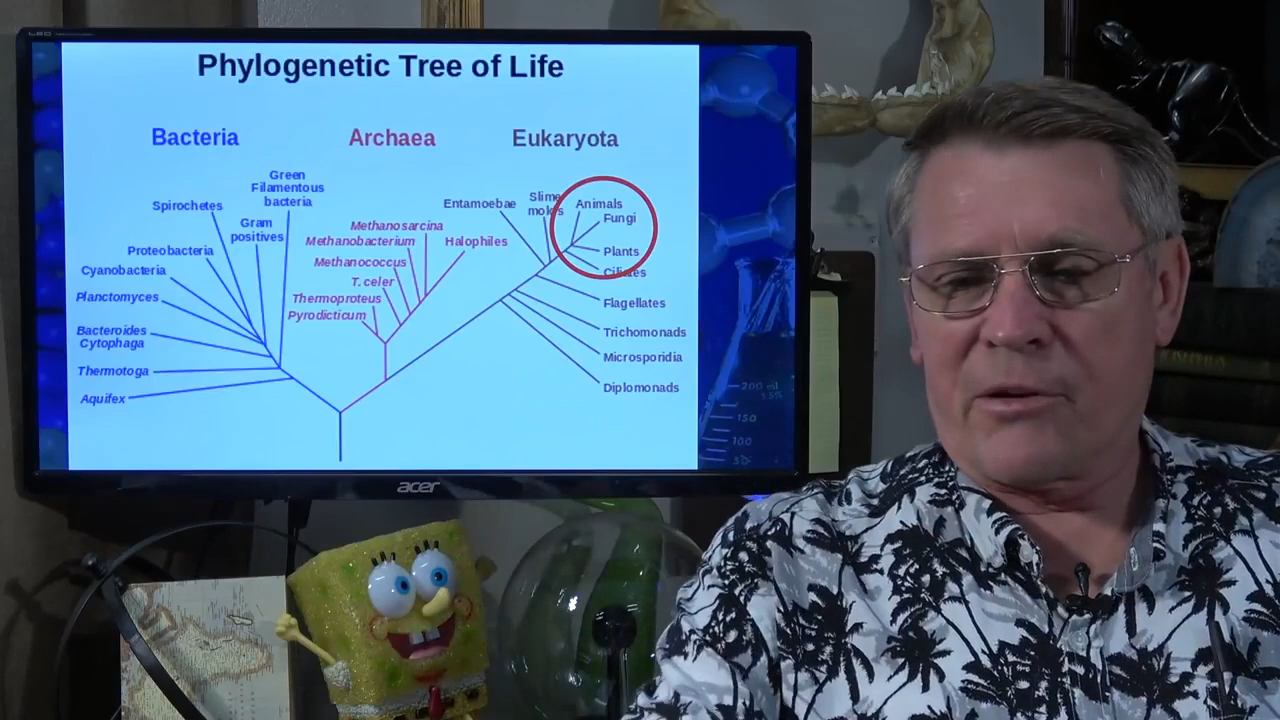 Phylogenetic Tree of Life
Bacteria
Archaea
Eukaryota
Green
Filamentous
bacteria
Spirochetes
Gram
positives
Proteobacteria
Cyanobacteria
Planctomyces
Bacteroides
Cytophaga
Thermotoga
Aquifex
Methanosarcina
Methanobacterium
Halophiles
Methanococcus
T. celer
Thermoproteus
Pyrodicticum
Entamoebae
Slime
molds
Animals
Fungi
Plants
Ciliates
Flagellates
Trichomonads
Microsporidia
Diplomonads
200 ml
±5%
150
100
50
acer
LED